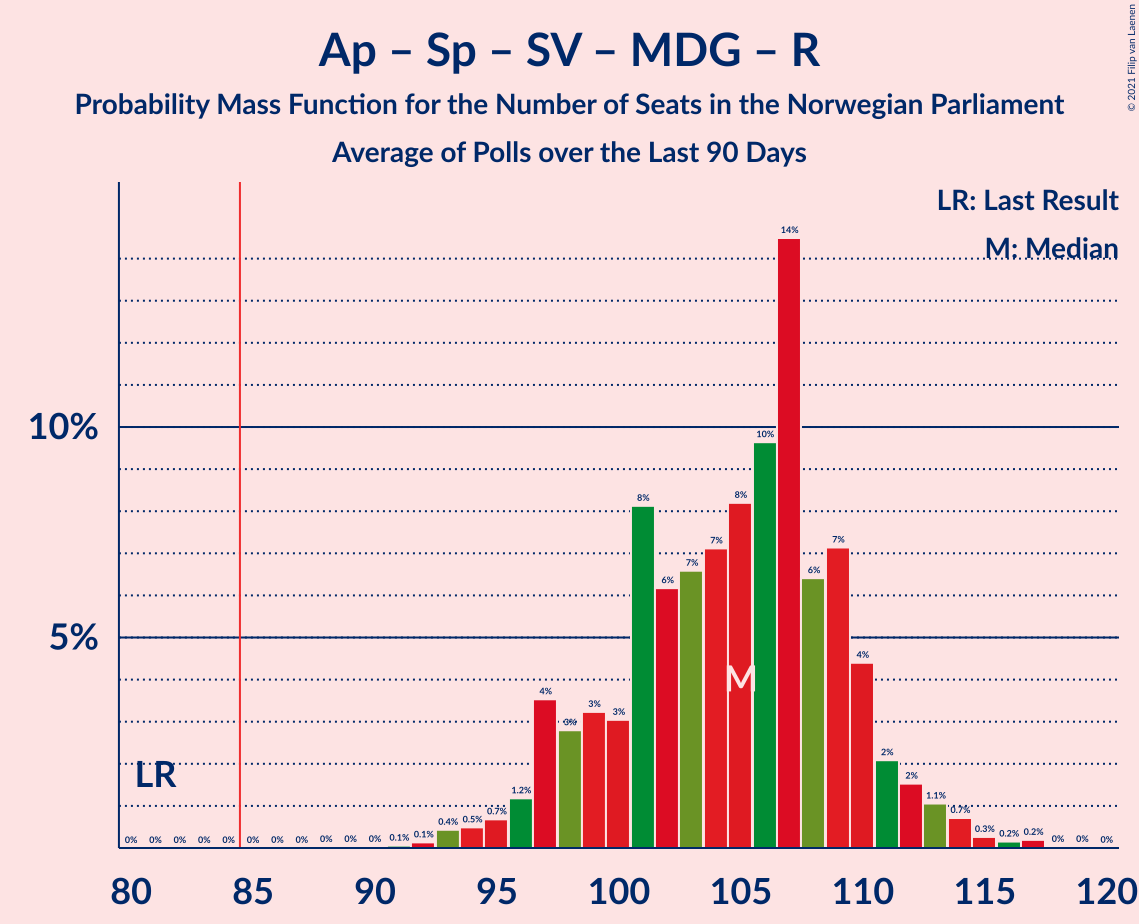 Ap – Sp – SV – MDG – R
Probability Mass Function for the Number of Seats in the Norwegian Parliament
Average of Polls over the Last 90 Days
© 2021 Filip van Laenen
LR: Last Result
M: Median
14%
10%
10%
8%
8%
7%
7%
7%
6%
6%
5%
M
4%
4%
3%
3%
3%
LR
2%
2%
1.2%
1.1%
0.7%
0.7%
0.4%
0.5%
0.3%
0.2%
0.2%
0.1%
0.1%
0% 0% 0% 0% 0% 0% 0% 0% 0% 0% 0% 0% 0% 0%
80 85 90 95 100 105 110 115 120